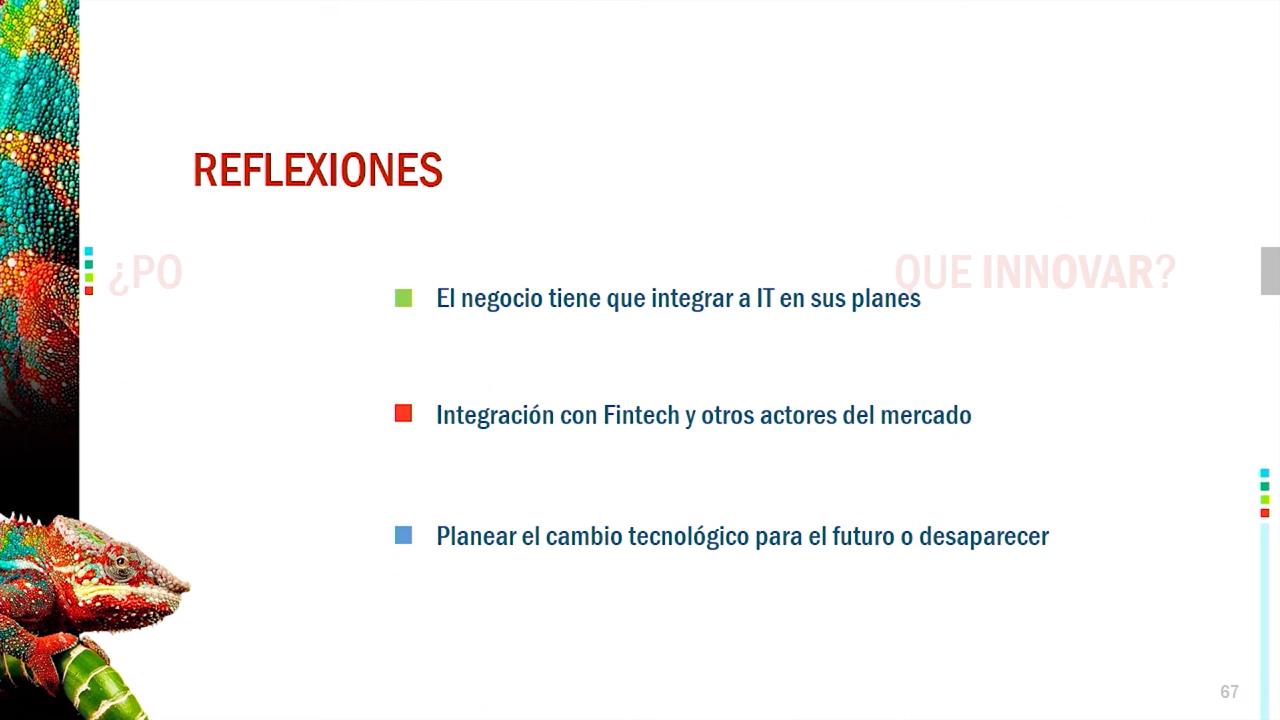 REFLEXIONES
¿PO QUE INNOVAR?
El negocio tiene que integrar a IT en sus planes
Integración con Fintech y otros actores del mercado
Planear el cambio tecnológico para el futuro o desaparecer
67